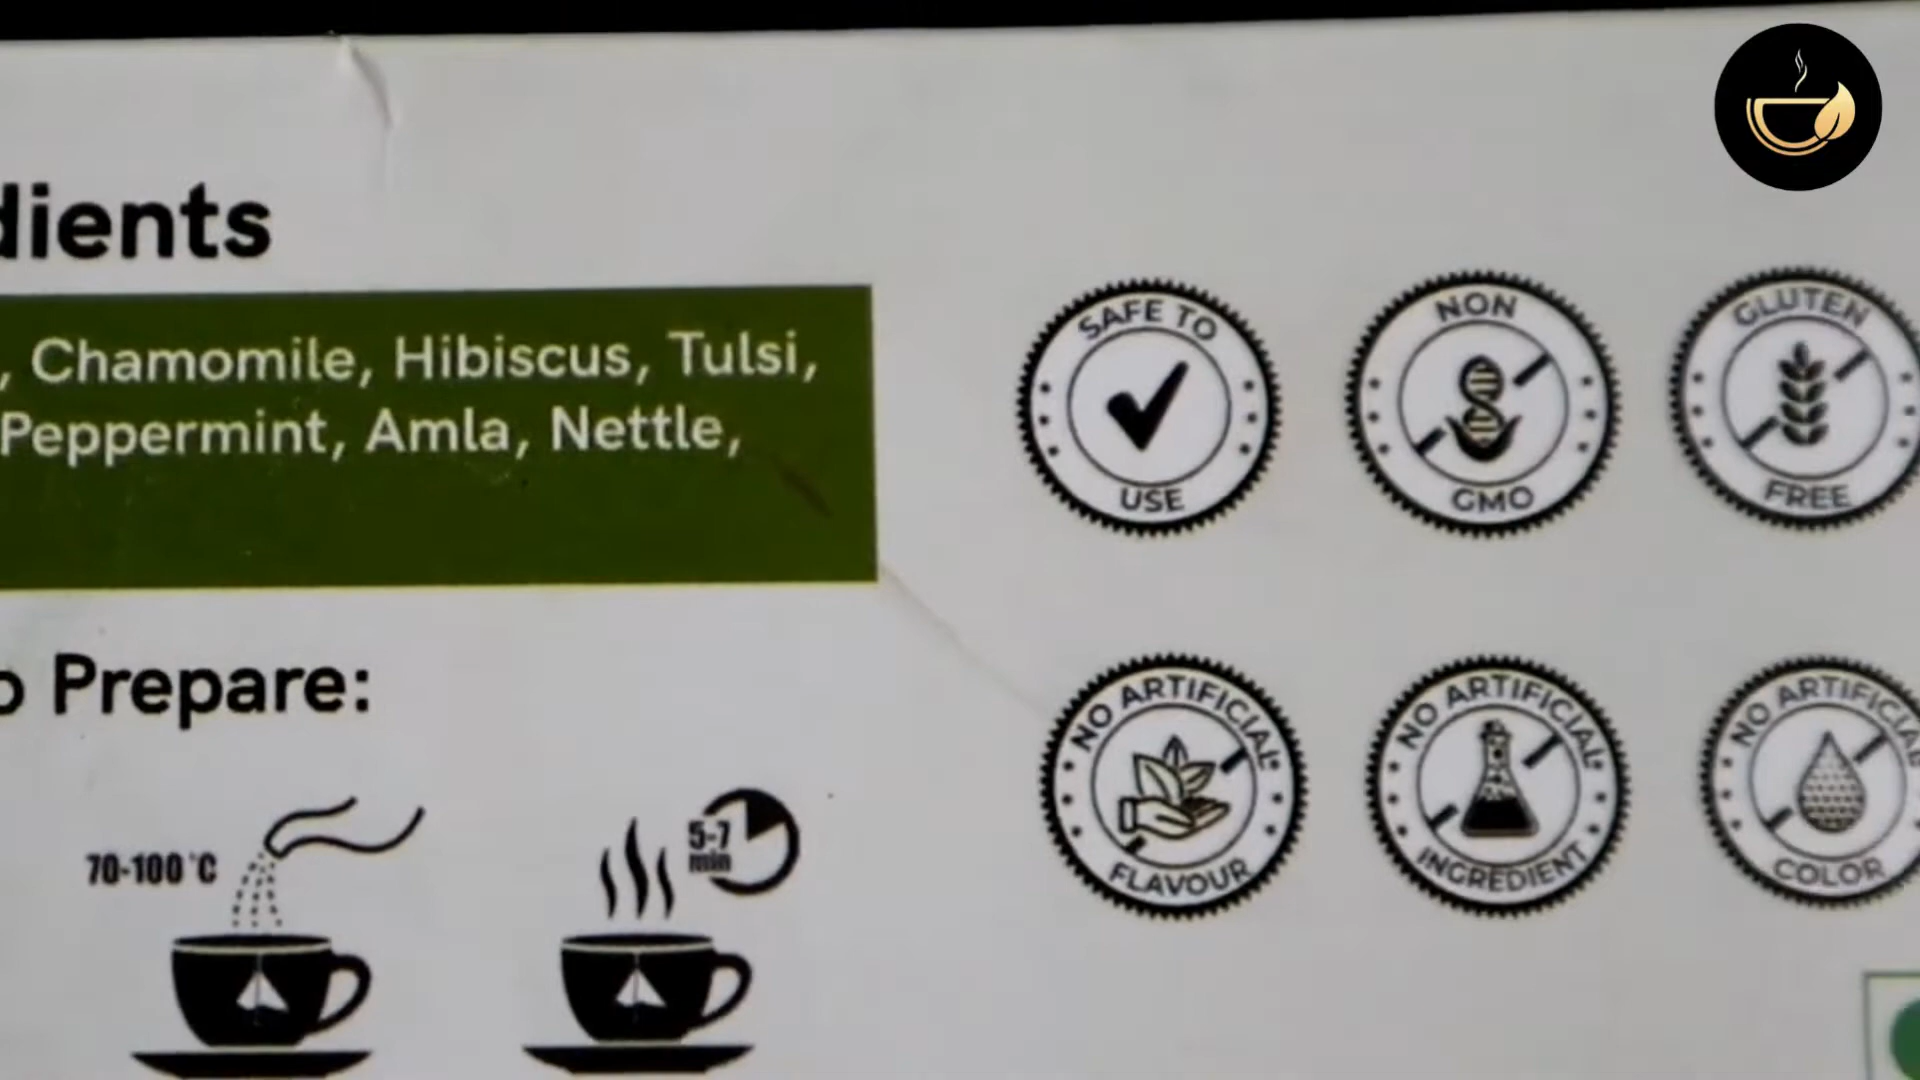 dients
, Chamomile, Hibiscus, Tulsi,
Peppermint, Amla, Nettle,
o Prepare:
70-100°C
5-7
min
SAFE TO
USE
NON
GMO
GLUTEN
FREE
NO ARTIFICIAL
FLAVOUR
NO ARTIFICIAL
INGREDIENT
NO ARTIFICIAL
COLOR